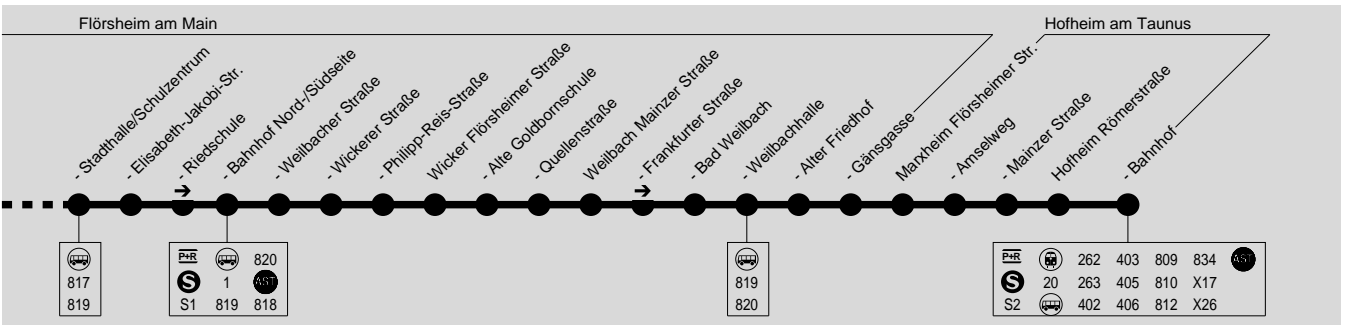 Flörsheim am Main
Hofheim am Taunus
- Stadthalle/Schulzentrum
- Elisabeth-Jakobi-Str.
- Riedschule
- Bahnhof Nord-/Südseite
- Weilbacher Straße
- Wickerer Straße
- Philipp-Reis-Straße
Wicker Flörsheimer Straße
- Alte Goldbornschule
- Quellenstraße
Weilbach Mainzer Straße
- Frankfurter Straße
- Bad Weilbach
- Weilbachhalle
- Alter Friedhof
- Gänsgasse
Marxheim Flörsheimer Str.
- Amselweg
- Mainzer Straße
Hofheim Römerstraße
- Bahnhof
817
819
P+R 820
S 1 AST
S1 819 818
819
820
P+R 262 403 809 834 AST
S 20 263 405 810 X17
S2 402 406 812 X26